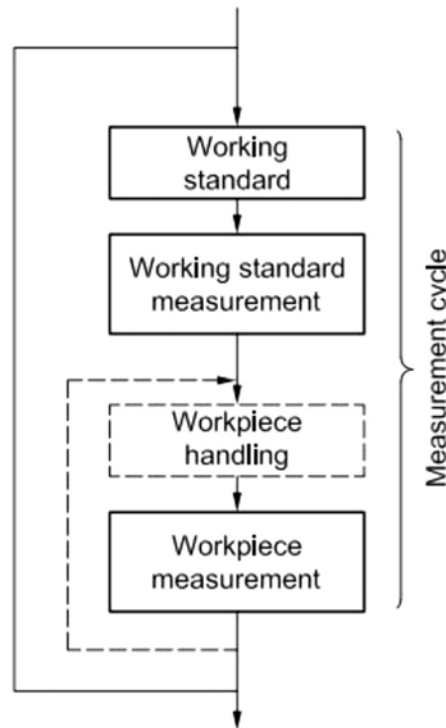 Working
standard
Working standard
measurement
Workpiece
handling
Workpiece
measurement
Measurement cycle